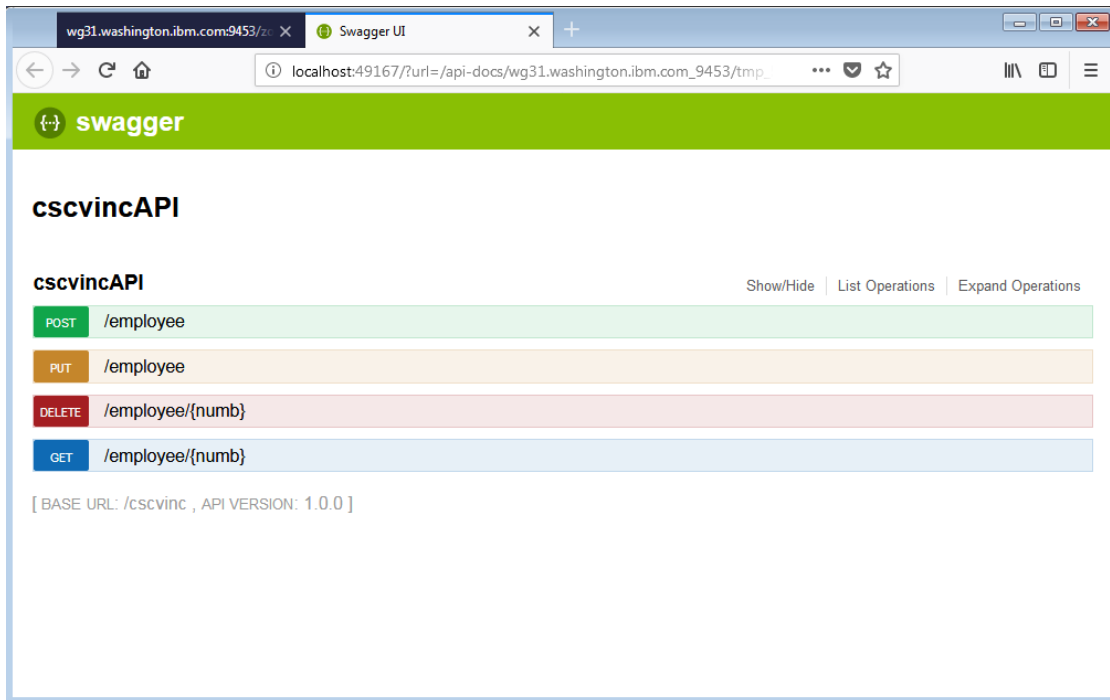 wg31.washington.ibm.com:9453/zc
Swagger UI
localhost:49167/?url=/api-docs/wg31.washington.ibm.com_9453/tmp_
{··} swagger
cscvincAPI
cscvincAPI Show/Hide List Operations Expand Operations
POST /employee
PUT /employee
DELETE /employee/{numb}
GET /employee/{numb}
[ BASE URL: /cscvinc , API VERSION: 1.0.0 ]